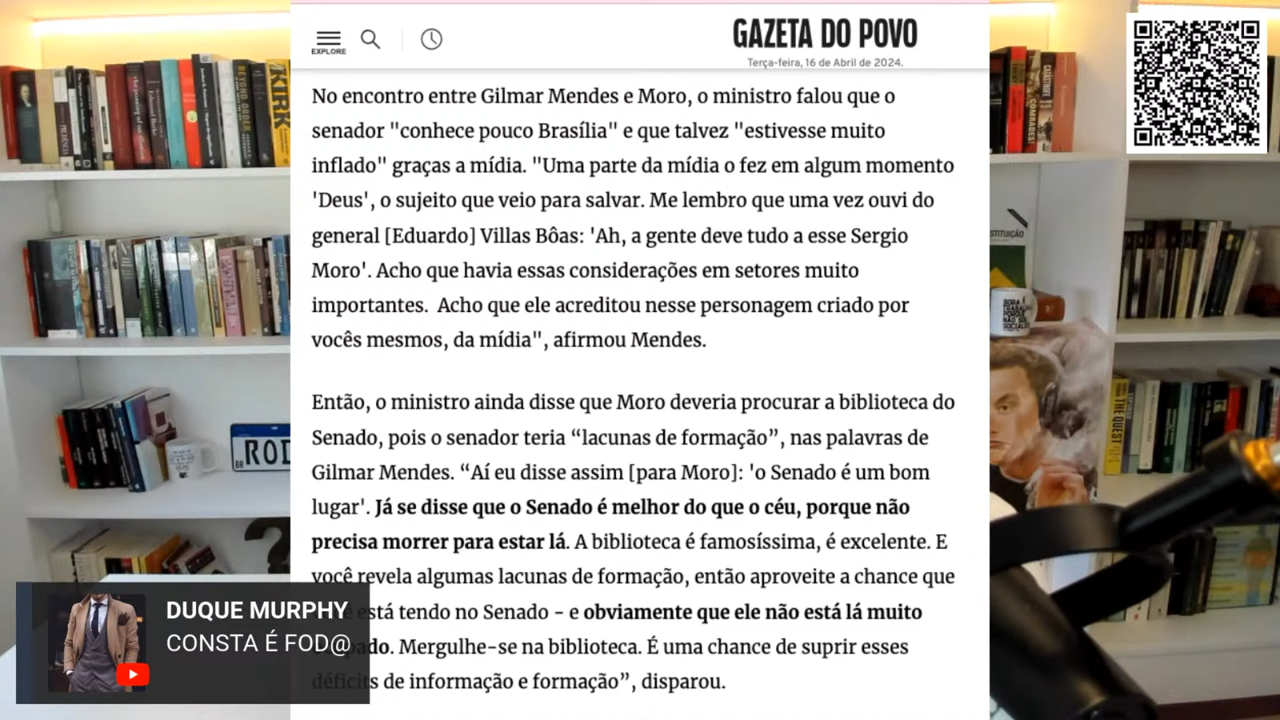 EXPLORE
GAZETA DO POVO
Terça-feira, 16 de Abril de 2024.
No encontro entre Gilmar Mendes e Moro, o ministro falou que o
senador "conhece pouco Brasília" e que talvez "estivesse muito
inflado" graças a mídia. "Uma parte da mídia o fez em algum momento
'Deus', o sujeito que veio para salvar. Me lembro que uma vez ouvi do
general [Eduardo] Villas Bôas: 'Ah, a gente deve tudo a esse Sergio
Moro'. Acho que havia essas considerações em setores muito
importantes. Acho que ele acreditou nesse personagem criado por
vocês mesmos, da mídia", afirmou Mendes.
Então, o ministro ainda disse que Moro deveria procurar a biblioteca do
Senado, pois o senador teria “lacunas de formação”, nas palavras de
Gilmar Mendes. “Aí eu disse assim [para Moro]: 'o Senado é um bom
lugar'. Já se disse que o Senado é melhor do que o céu, porque não
precisa morrer para estar lá. A biblioteca é famosíssima, é excelente. E
você revela algumas lacunas de formação, então aproveite a chance que
está tendo no Senado - e obviamente que ele não está lá muito
Mergulhe-se na biblioteca. É uma chance de suprir esses
déficits de informação e formação”, disparou.
DUQUE MURPHY
CONSTA É FOD@
KIRK
BEYOND ORDER
BR ROD
THE QUEST